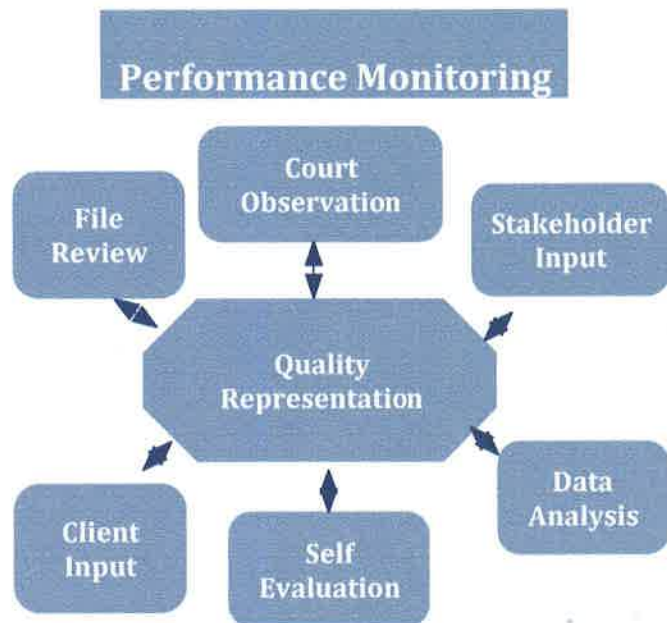 Performance Monitoring
Court
Observation
File
Review
Stakeholder
Input
Quality
Representation
Client
Input
Self
Evaluation
Data
Analysis